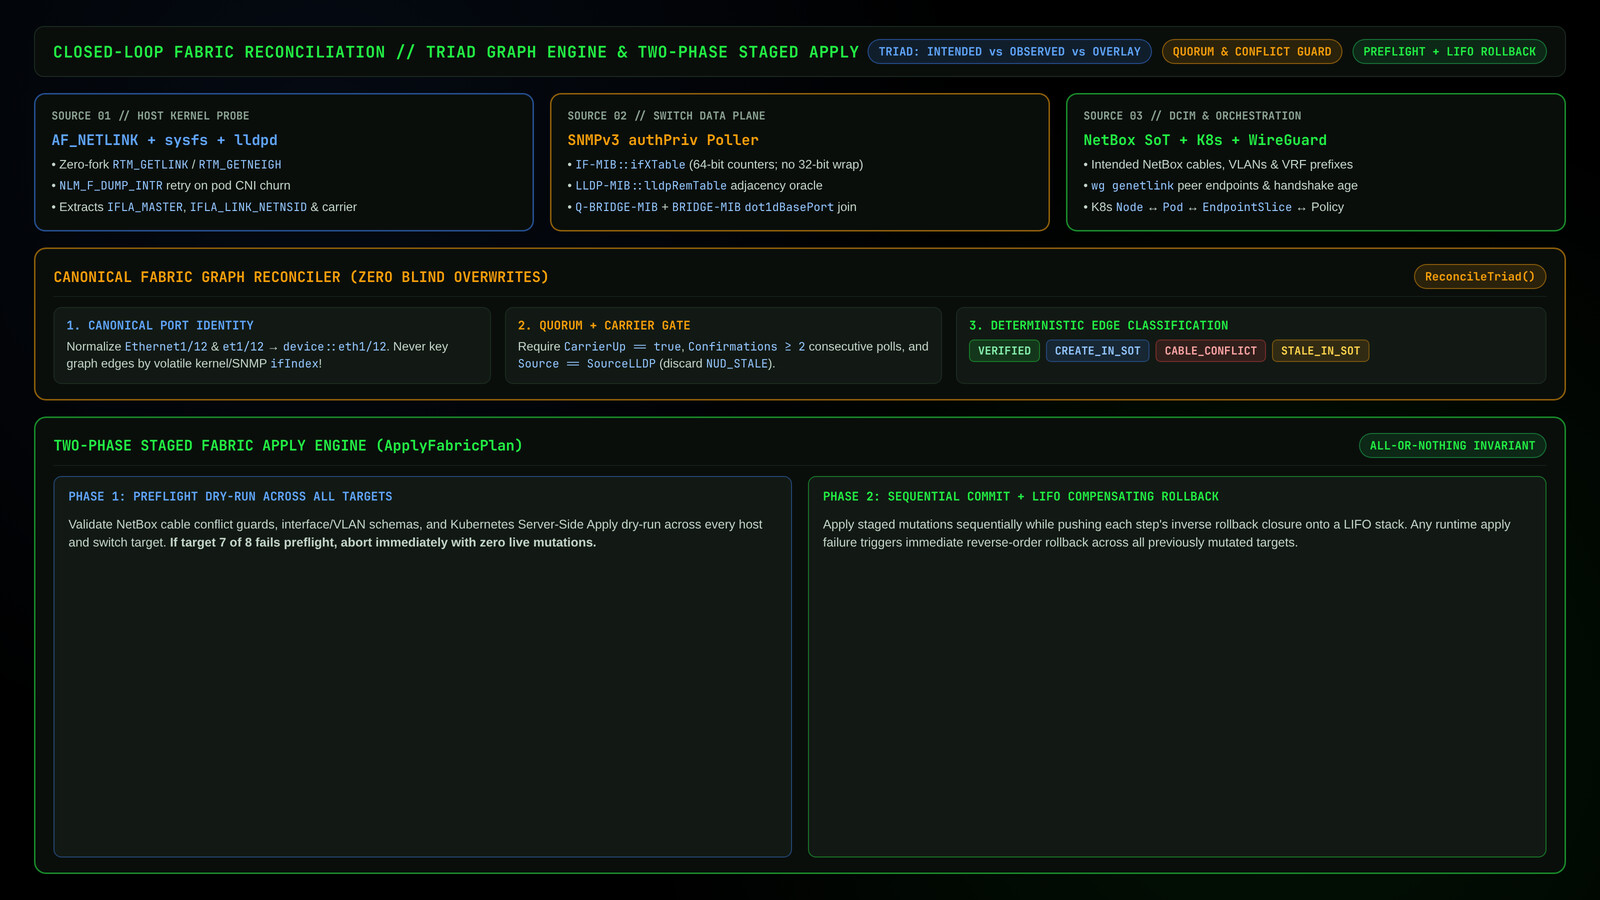 CLOSED-LOOP FABRIC RECONCILIATION // TRIAD GRAPH ENGINE & TWO-PHASE STAGED APPLY
TRIAD: INTENDED vs OBSERVED vs OVERLAY
QUORUM & CONFLICT GUARD
PREFLIGHT + LIFO ROLLBACK
SOURCE 01 // HOST KERNEL PROBE
AF_NETLINK + sysfs + lldpd
• Zero-fork RTM_GETLINK / RTM_GETNEIGH
• NLM_F_DUMP_INTR retry on pod CNI churn
• Extracts IFLA_MASTER, IFLA_LINK_NETNSID & carrier
SOURCE 02 // SWITCH DATA PLANE
SNMPv3 authPriv Poller
• IF-MIB::ifXTable (64-bit counters; no 32-bit wrap)
• LLDP-MIB::lldpRemTable adjacency oracle
• Q-BRIDGE-MIB + BRIDGE-MIB dot1dBasePort join
SOURCE 03 // DCIM & ORCHESTRATION
NetBox SoT + K8s + WireGuard
• Intended NetBox cables, VLANs & VRF prefixes
• wg genetlink peer endpoints & handshake age
• K8s Node ↔ Pod ↔ EndpointSlice ↔ Policy
CANONICAL FABRIC GRAPH RECONCILER (ZERO BLIND OVERWRITES)
ReconcileTriad()
1. CANONICAL PORT IDENTITY
Normalize Ethernet1/12 & et1/12 → device::eth1/12. Never key
graph edges by volatile kernel/SNMP ifIndex!
2. QUORUM + CARRIER GATE
Require CarrierUp == true, Confirmations ≥ 2 consecutive polls, and
Source == SourceLLDP (discard NUD_STALE).
3. DETERMINISTIC EDGE CLASSIFICATION
VERIFIED CREATE_IN_SOT CABLE_CONFLICT STALE_IN_SOT
TWO-PHASE STAGED FABRIC APPLY ENGINE (ApplyFabricPlan)
ALL-OR-NOTHING INVARIANT
PHASE 1: PREFLIGHT DRY-RUN ACROSS ALL TARGETS
Validate NetBox cable conflict guards, interface/VLAN schemas, and Kubernetes Server-Side Apply dry-run across every host
and switch target. If target 7 of 8 fails preflight, abort immediately with zero live mutations.
PHASE 2: SEQUENTIAL COMMIT + LIFO COMPENSATING ROLLBACK
Apply staged mutations sequentially while pushing each step's inverse rollback closure onto a LIFO stack. Any runtime apply
failure triggers immediate reverse-order rollback across all previously mutated targets.